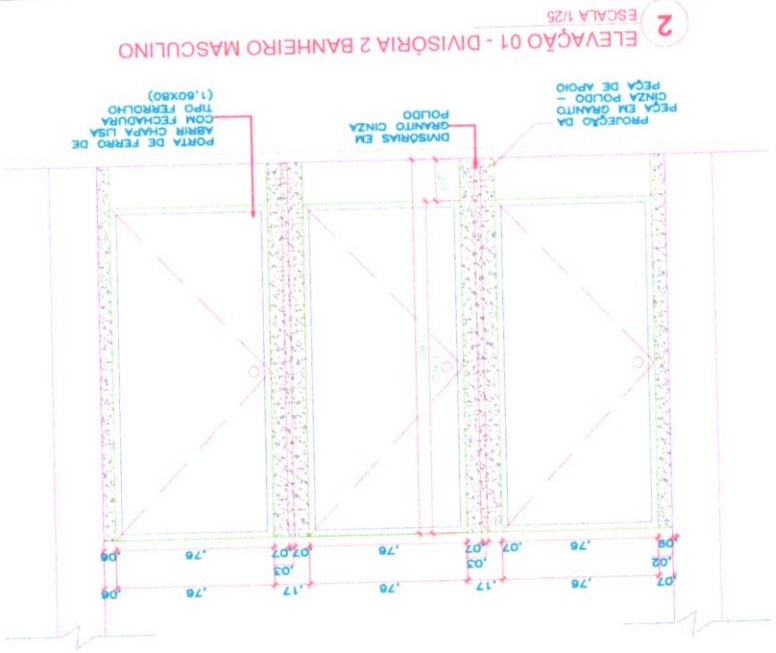 ,07 ,76 ,17 ,76 ,17 ,76 ,06
,02 ,03 ,03
,76 ,07 ,07 ,76 ,07 ,07 ,76 ,06
PROJEÇÃO DA
PEÇA EM GRANITO
CINZA POLIDO –
PEÇA DE APOIO
DIVISÓRIAS EM
GRANITO CINZA
POLIDO
PORTA DE FERRO DE
ABRIR CHAPA LISA
COM FECHADURA
TIPO FERROLHO
(1.60X80)
2
ELEVAÇÃO 01 - DIVISÓRIA 2 BANHEIRO MASCULINO
ESCALA 1/25